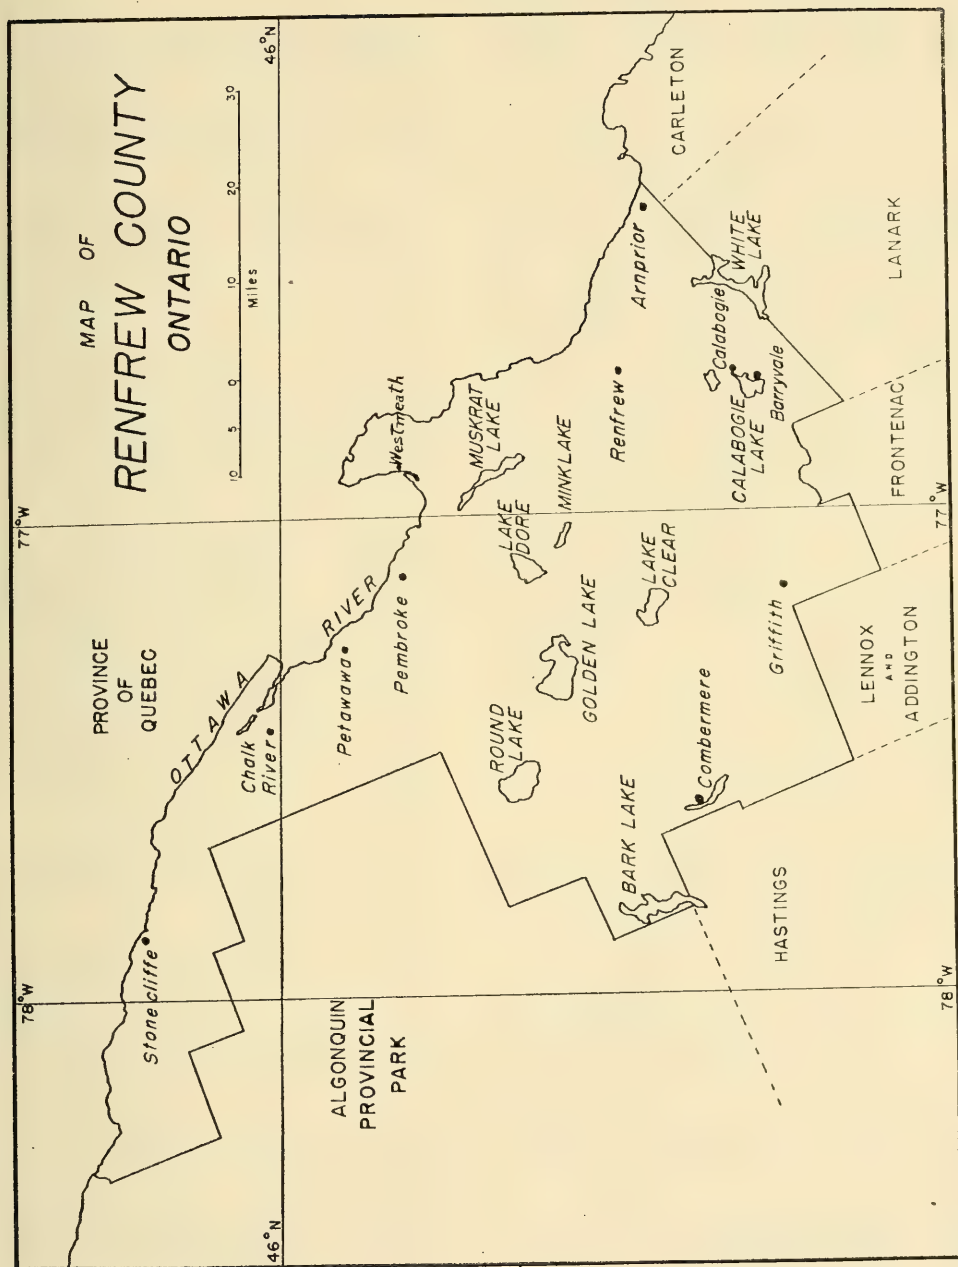 MAP OF
RENFREW COUNTY
ONTARIO
10 5 0 10 20 30
Miles
78°W
77°W
46°N
46°N
PROVINCE
OF
QUEBEC
OTTAWA RIVER
Stonecliffe
Chalk
River
Petawawa
Pembroke
Westmeath
MUSKRAT
LAKE
LAKE
DORE
MINK LAKE
ROUND
LAKE
GOLDEN LAKE
LAKE
CLEAR
Renfrew
Arnprior
CARLETON
ALGONQUIN
PROVINCIAL
PARK
BARK LAKE
Combermere
Griffith
CALABOGIE
LAKE
Calabogie
Barryvale
WHITE
LAKE
LANARK
FRONTENAC
LENNOX
AND
ADDINGTON
HASTINGS
78°W
77°W